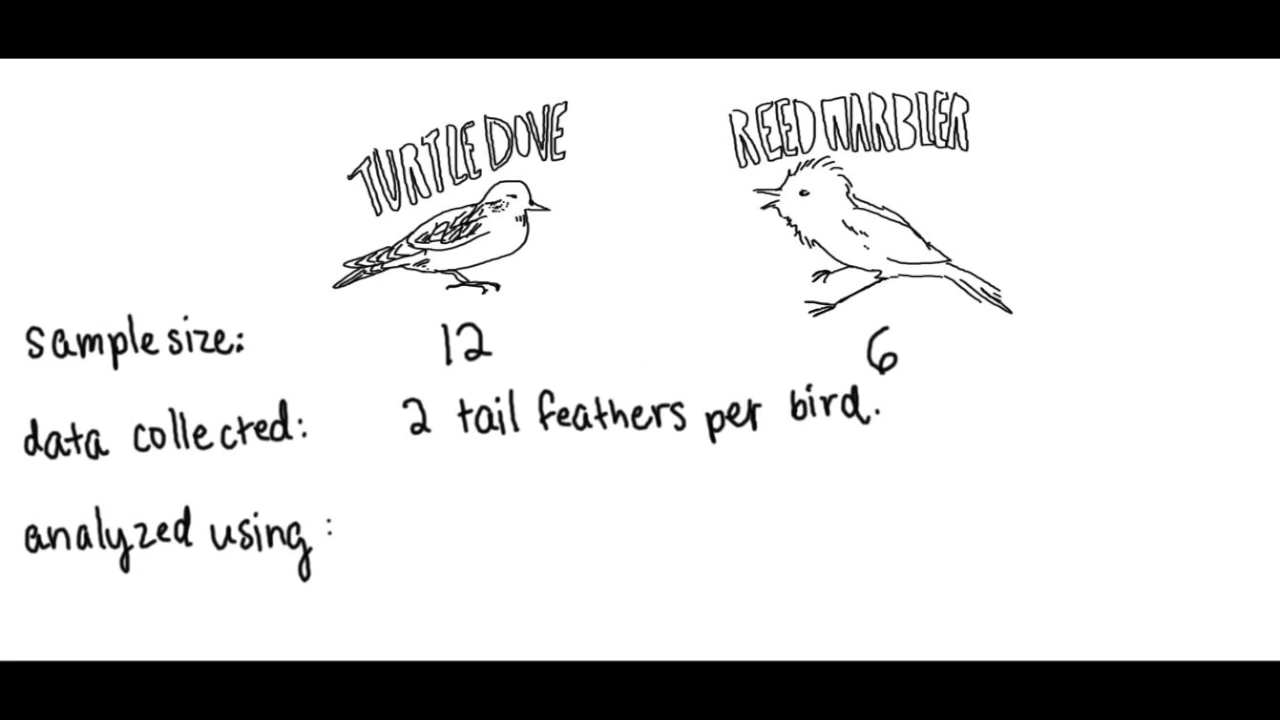 TURTLE DOVE
REED WARBLER
sample size: 12 6
data collected: 2 tail feathers per bird.
analyzed using: